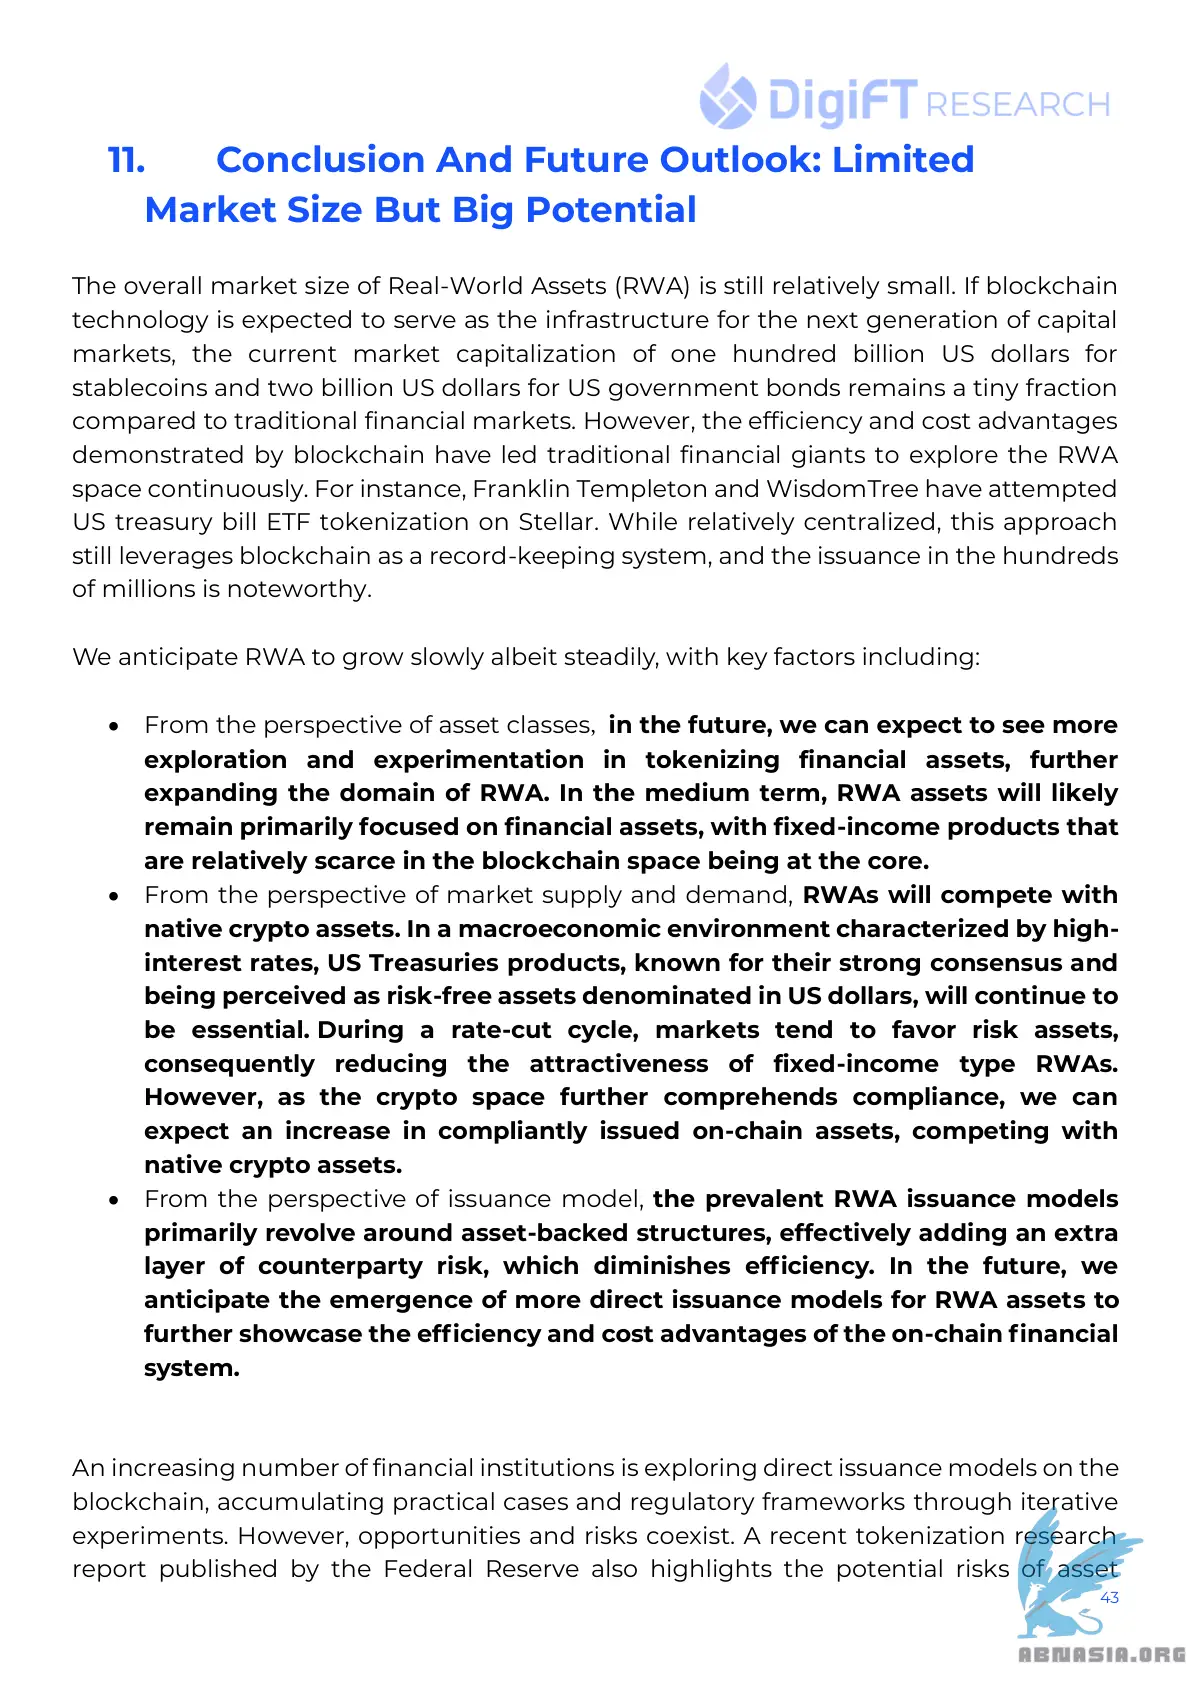 DigiFT RESEARCH
11. Conclusion And Future Outlook: Limited
Market Size But Big Potential
The overall market size of Real-World Assets (RWA) is still relatively small. If blockchain
technology is expected to serve as the infrastructure for the next generation of capital
markets, the current market capitalization of one hundred billion US dollars for
stablecoins and two billion US dollars for US government bonds remains a tiny fraction
compared to traditional financial markets. However, the efficiency and cost advantages
demonstrated by blockchain have led traditional financial giants to explore the RWA
space continuously. For instance, Franklin Templeton and WisdomTree have attempted
US treasury bill ETF tokenization on Stellar. While relatively centralized, this approach
still leverages blockchain as a record-keeping system, and the issuance in the hundreds
of millions is noteworthy.
We anticipate RWA to grow slowly albeit steadily, with key factors including:
• From the perspective of asset classes, in the future, we can expect to see more
exploration and experimentation in tokenizing financial assets, further
expanding the domain of RWA. In the medium term, RWA assets will likely
remain primarily focused on financial assets, with fixed-income products that
are relatively scarce in the blockchain space being at the core.
• From the perspective of market supply and demand, RWAs will compete with
native crypto assets. In a macroeconomic environment characterized by high-
interest rates, US Treasuries products, known for their strong consensus and
being perceived as risk-free assets denominated in US dollars, will continue to
be essential. During a rate-cut cycle, markets tend to favor risk assets,
consequently reducing the attractiveness of fixed-income type RWAs.
However, as the crypto space further comprehends compliance, we can
expect an increase in compliantly issued on-chain assets, competing with
native crypto assets.
• From the perspective of issuance model, the prevalent RWA issuance models
primarily revolve around asset-backed structures, effectively adding an extra
layer of counterparty risk, which diminishes efficiency. In the future, we
anticipate the emergence of more direct issuance models for RWA assets to
further showcase the efficiency and cost advantages of the on-chain financial
system.
An increasing number of financial institutions is exploring direct issuance models on the
blockchain, accumulating practical cases and regulatory frameworks through iterative
experiments. However, opportunities and risks coexist. A recent tokenization research
report published by the Federal Reserve also highlights the potential risks of asset
43
ABNASIA.ORG